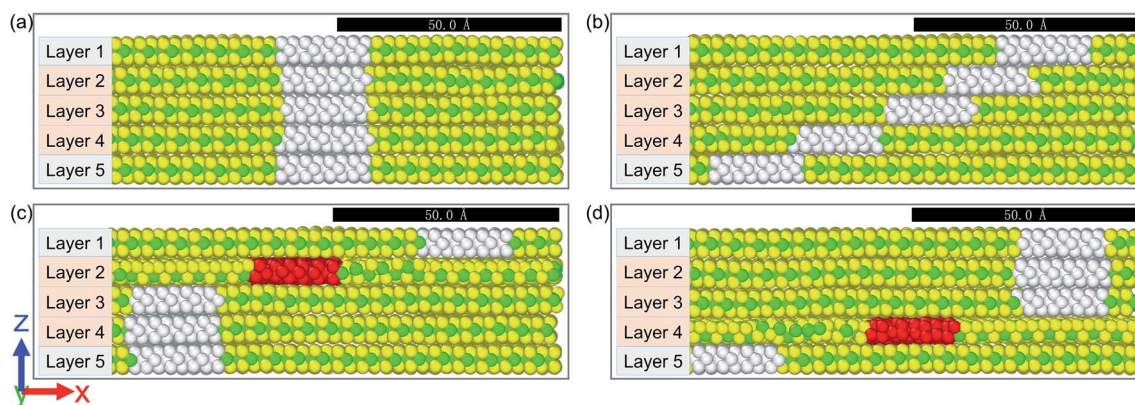 (a)
50.0 Å
Layer 1
Layer 2
Layer 3
Layer 4
Layer 5
(b)
50.0 Å
Layer 1
Layer 2
Layer 3
Layer 4
Layer 5
(c)
50.0 Å
Layer 1
Layer 2
Layer 3
Layer 4
Layer 5
z
y
x
(d)
50.0 Å
Layer 1
Layer 2
Layer 3
Layer 4
Layer 5